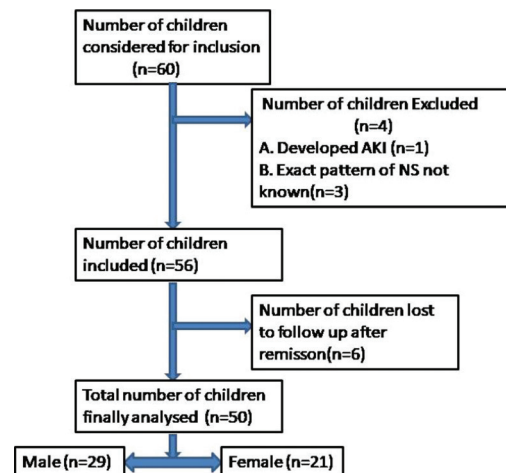 Number of children
considered for inclusion
(n=60)
Number of children Excluded
(n=4)
A. Developed AKI (n=1)
B. Exact pattern of NS not
known(n=3)
Number of children
included (n=56)
Number of children lost
to follow up after
remisson(n=6)
Total number of children
finally analysed (n=50)
Male (n=29)
Female (n=21)